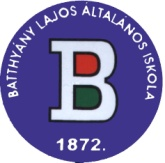 BATTHYÁNY LAJOS ÁLTALÁNOS ISKOLA
B
1872.